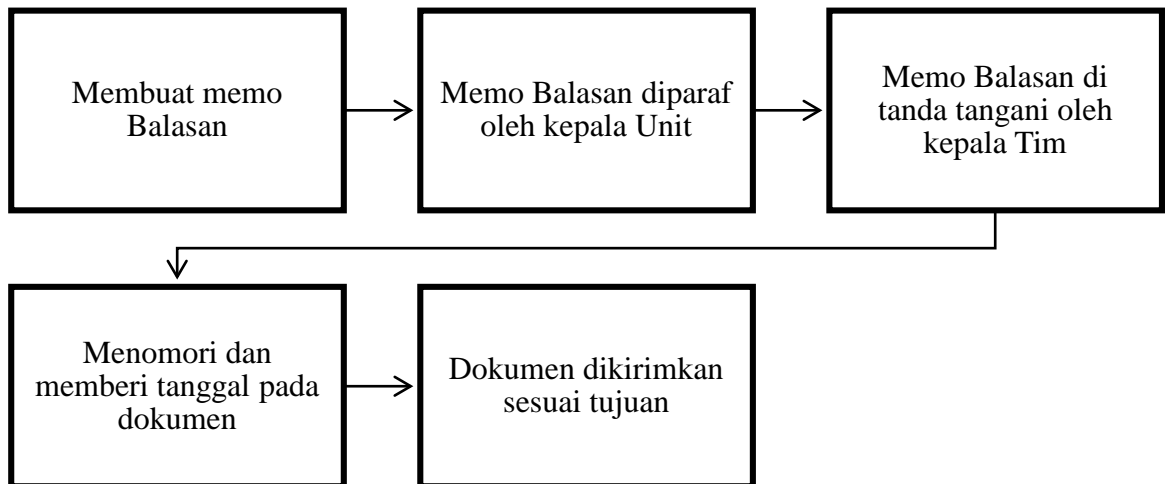 Membuat memo
Balasan
Memo Balasan diparaf
oleh kepala Unit
Memo Balasan di
tanda tangani oleh
kepala Tim
Menomori dan
memberi tanggal pada
dokumen
Dokumen dikirimkan
sesuai tujuan